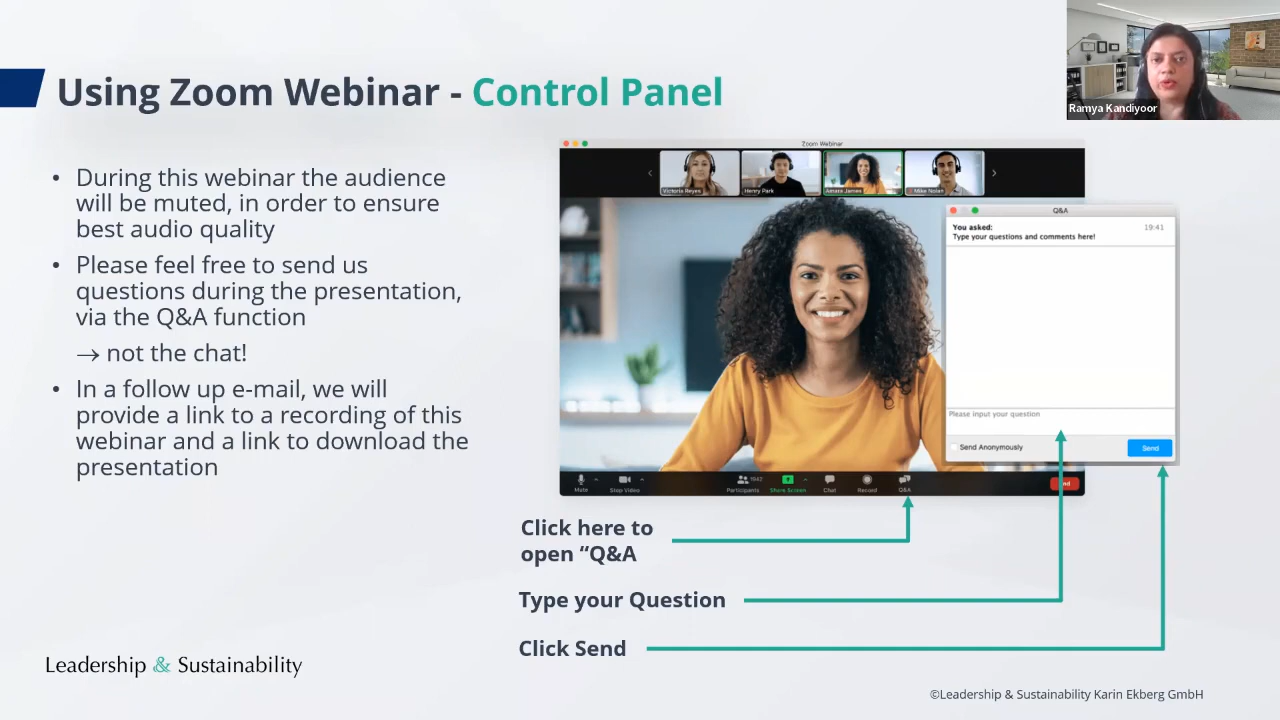 Ramya Kandiyoor
Using Zoom Webinar - Control Panel
• During this webinar the audience
will be muted, in order to ensure
best audio quality
• Please feel free to send us
questions during the presentation,
via the Q&A function
→ not the chat!
• In a follow up e-mail, we will
provide a link to a recording of this
webinar and a link to download the
presentation
Zoom Webinar
Victoria Reyes
Henry Park
Amara James
Mike Nolan
Q&A
You asked:
19:41
Type your questions and comments here!
Please input your question
Send Anonymously
Send
Mute
Stop Video
Participants
1942
Share Screen
Chat
Record
Q&A
Click here to
open “Q&A
Type your Question
Click Send
Leadership & Sustainability
©Leadership & Sustainability Karin Ekberg GmbH